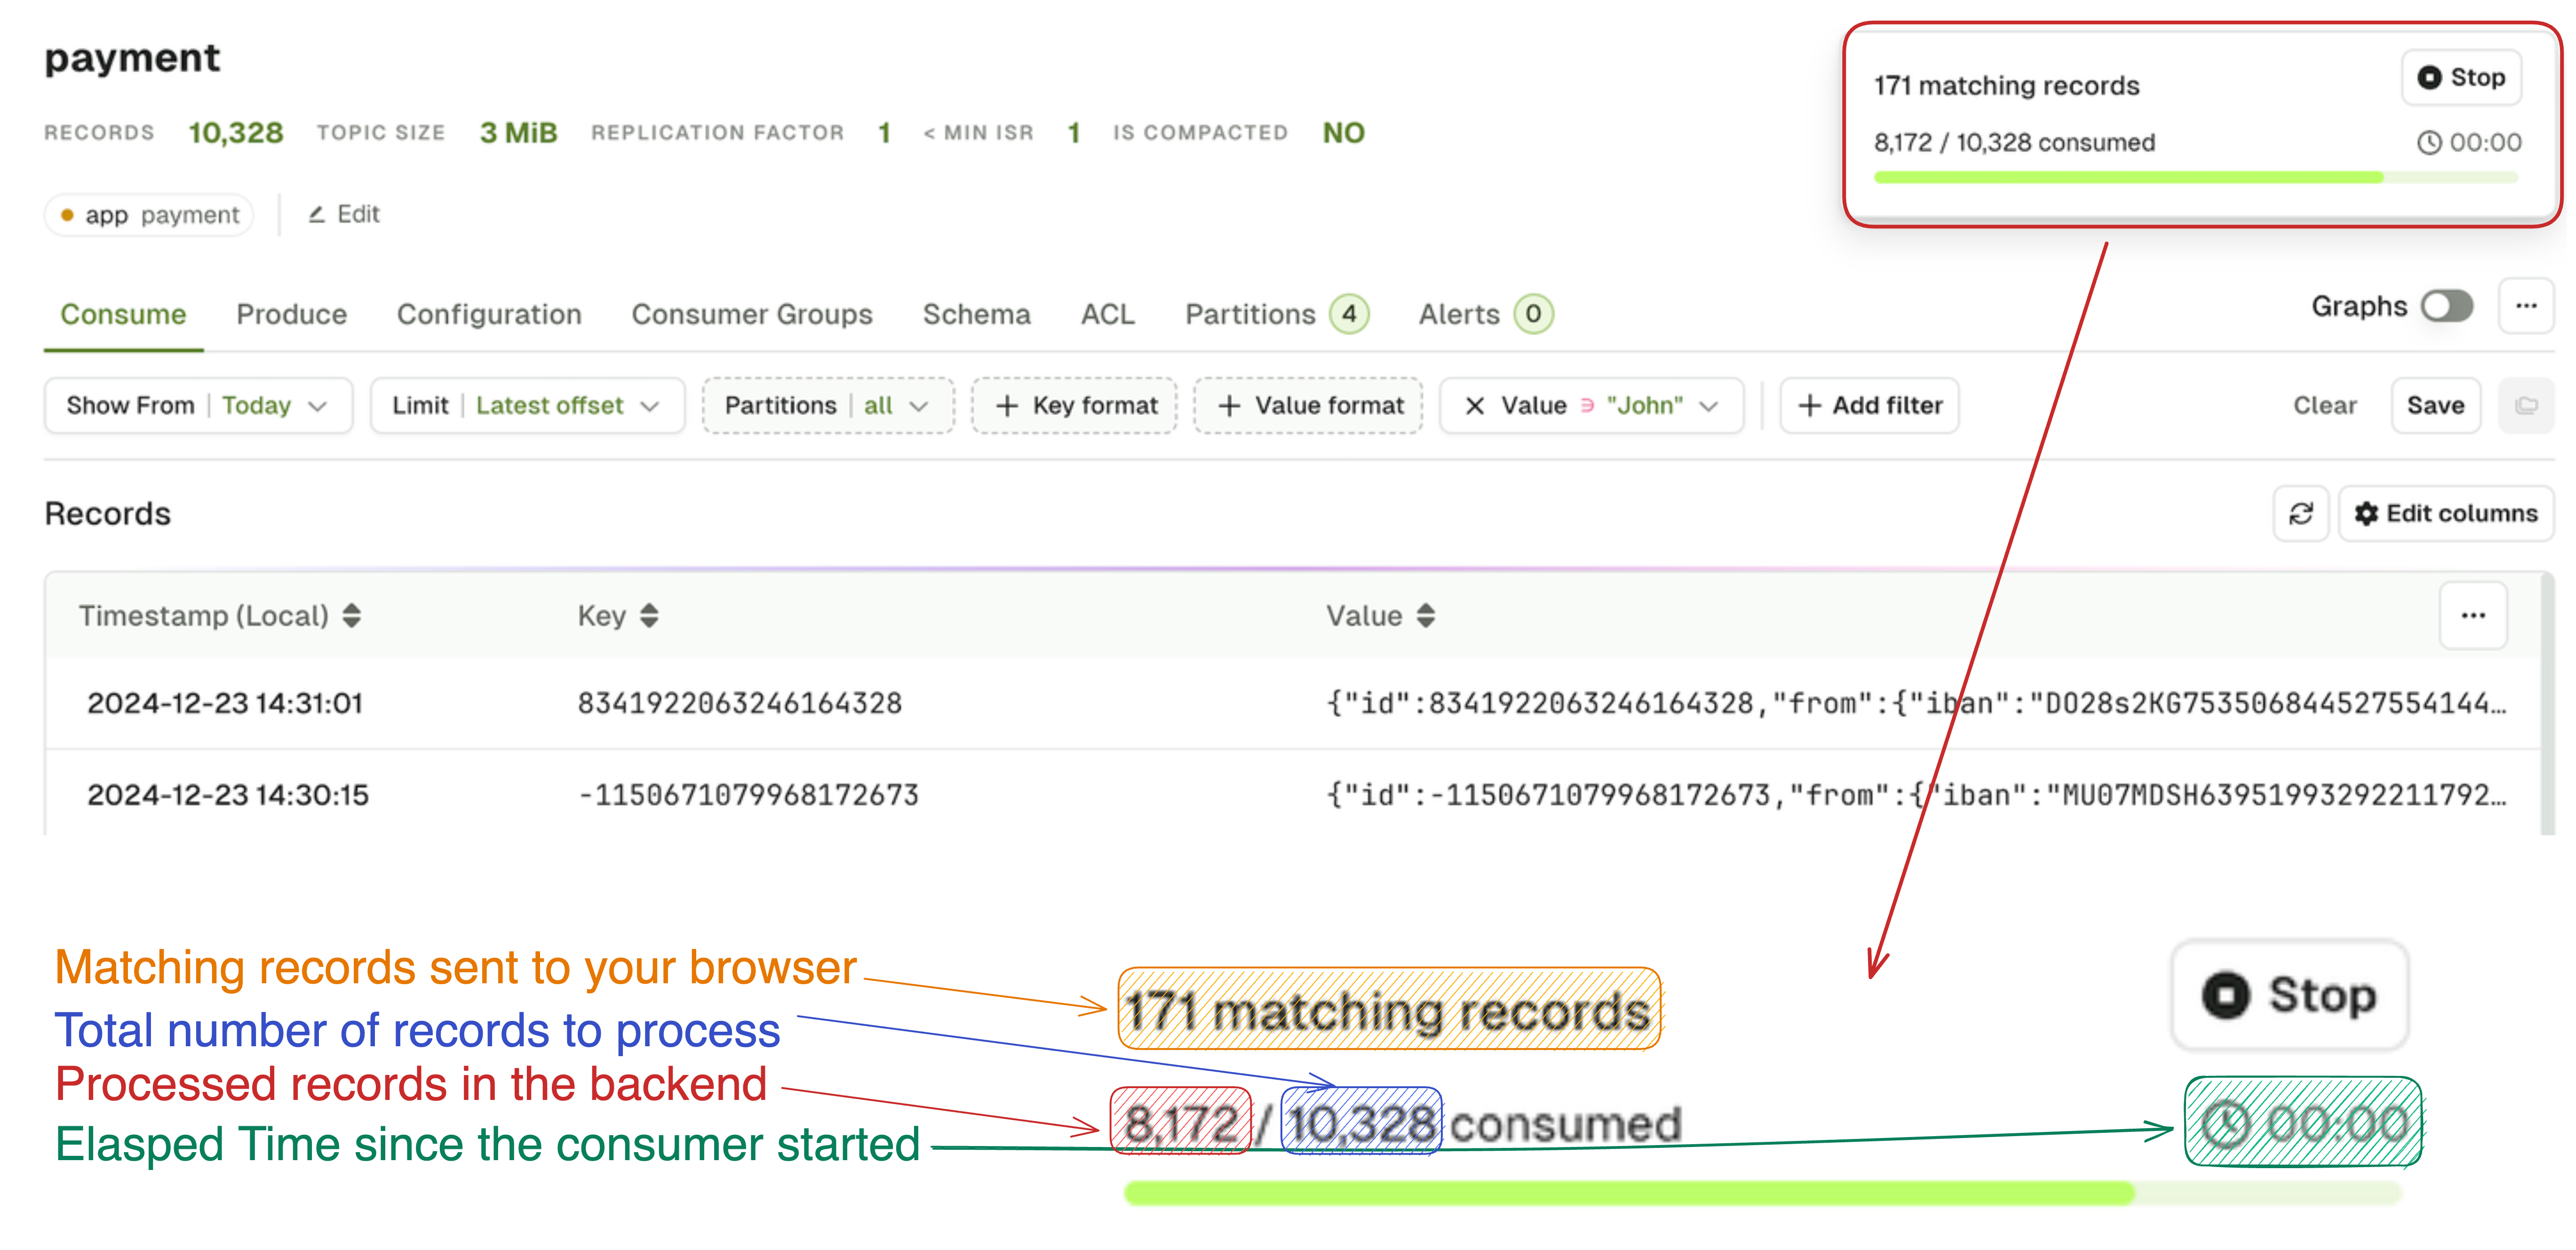 payment
171 matching records Stop
RECORDS 10,328 TOPIC SIZE 3 MiB REPLICATION FACTOR 1 < MIN ISR 1 IS COMPACTED NO
8,172 / 10,328 consumed 00:00
app payment Edit
Consume Produce Configuration Consumer Groups Schema ACL Partitions 4 Alerts 0 Graphs ...
Show From | Today Limit | Latest offset Partitions | all + Key format + Value format × Value ∋ "John" + Add filter Clear Save
Records Edit columns
Timestamp (Local) Key Value ...
2024-12-23 14:31:01 8341922063246164328 {"id":8341922063246164328,"from":{"iban":"DO28s2KG753506844527554144…
2024-12-23 14:30:15 -1150671079968172673 {"id":-1150671079968172673,"from":{"iban":"MU07MDSH63951993292211792…
Matching records sent to your browser
171 matching records Stop
Total number of records to process
Processed records in the backend
8,172 / 10,328 consumed 00:00
Elasped Time since the consumer started